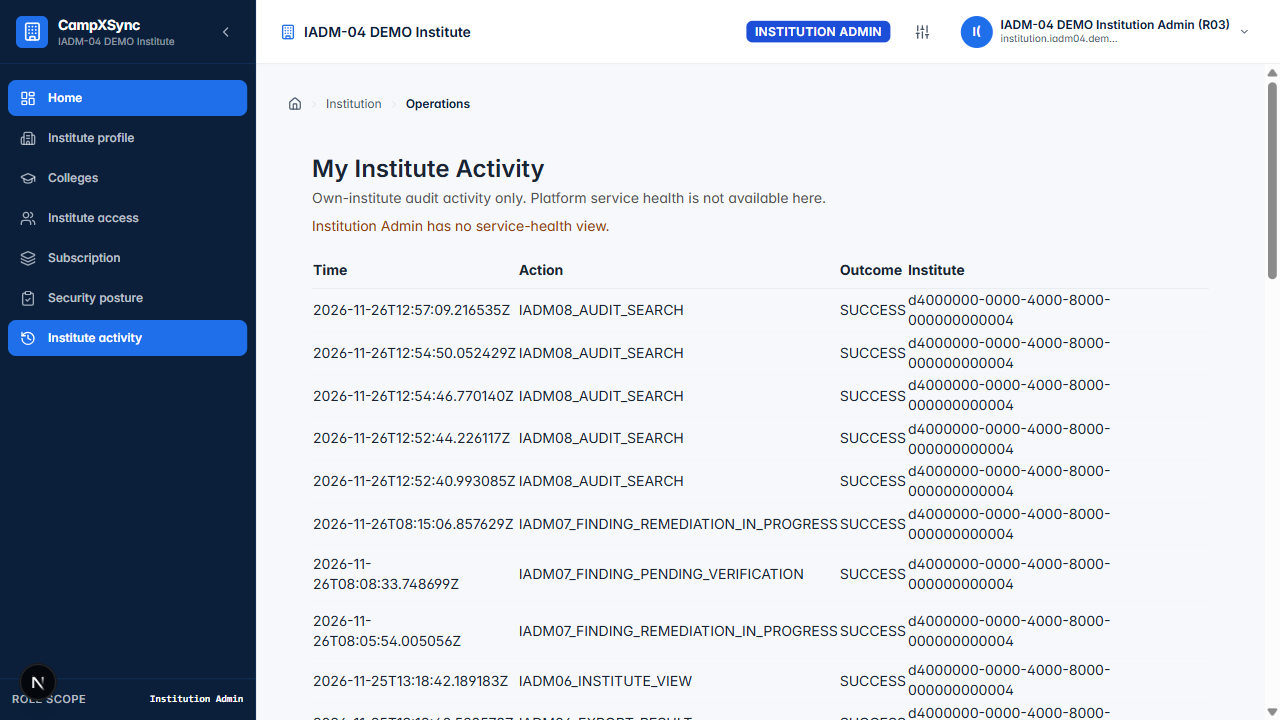 CampXSync
IADM-04 DEMO Institute
IADM-04 DEMO Institute
INSTITUTION ADMIN
I(
IADM-04 DEMO Institution Admin (R03)
institution.iadm04.dem...
Home
Institute profile
Colleges
Institute access
Subscription
Security posture
Institute activity
N
Institution Admin
Institution
Operations
My Institute Activity
Own-institute audit activity only. Platform service health is not available here.
Institution Admin has no service-health view.
Time Action Outcome Institute
2026-11-26T12:57:09.216535Z IADM08_AUDIT_SEARCH SUCCESS d4000000-0000-4000-8000-
000000000004
2026-11-26T12:54:50.052429Z IADM08_AUDIT_SEARCH SUCCESS d4000000-0000-4000-8000-
000000000004
2026-11-26T12:54:46.770140Z IADM08_AUDIT_SEARCH SUCCESS d4000000-0000-4000-8000-
000000000004
2026-11-26T12:52:44.226117Z IADM08_AUDIT_SEARCH SUCCESS d4000000-0000-4000-8000-
000000000004
2026-11-26T12:52:40.993085Z IADM08_AUDIT_SEARCH SUCCESS d4000000-0000-4000-8000-
000000000004
2026-11-26T08:15:06.857629Z IADM07_FINDING_REMEDIATION_IN_PROGRESS SUCCESS d4000000-0000-4000-8000-
000000000004
2026-11-
26T08:08:33.748699Z IADM07_FINDING_PENDING_VERIFICATION SUCCESS d4000000-0000-4000-8000-
000000000004
2026-11-
26T08:05:54.005056Z IADM07_FINDING_REMEDIATION_IN_PROGRESS SUCCESS d4000000-0000-4000-8000-
000000000004
2026-11-25T13:18:42.189183Z IADM06_INSTITUTE_VIEW SUCCESS d4000000-0000-4000-8000-
000000000004
d4000000-0000-4000-8000-